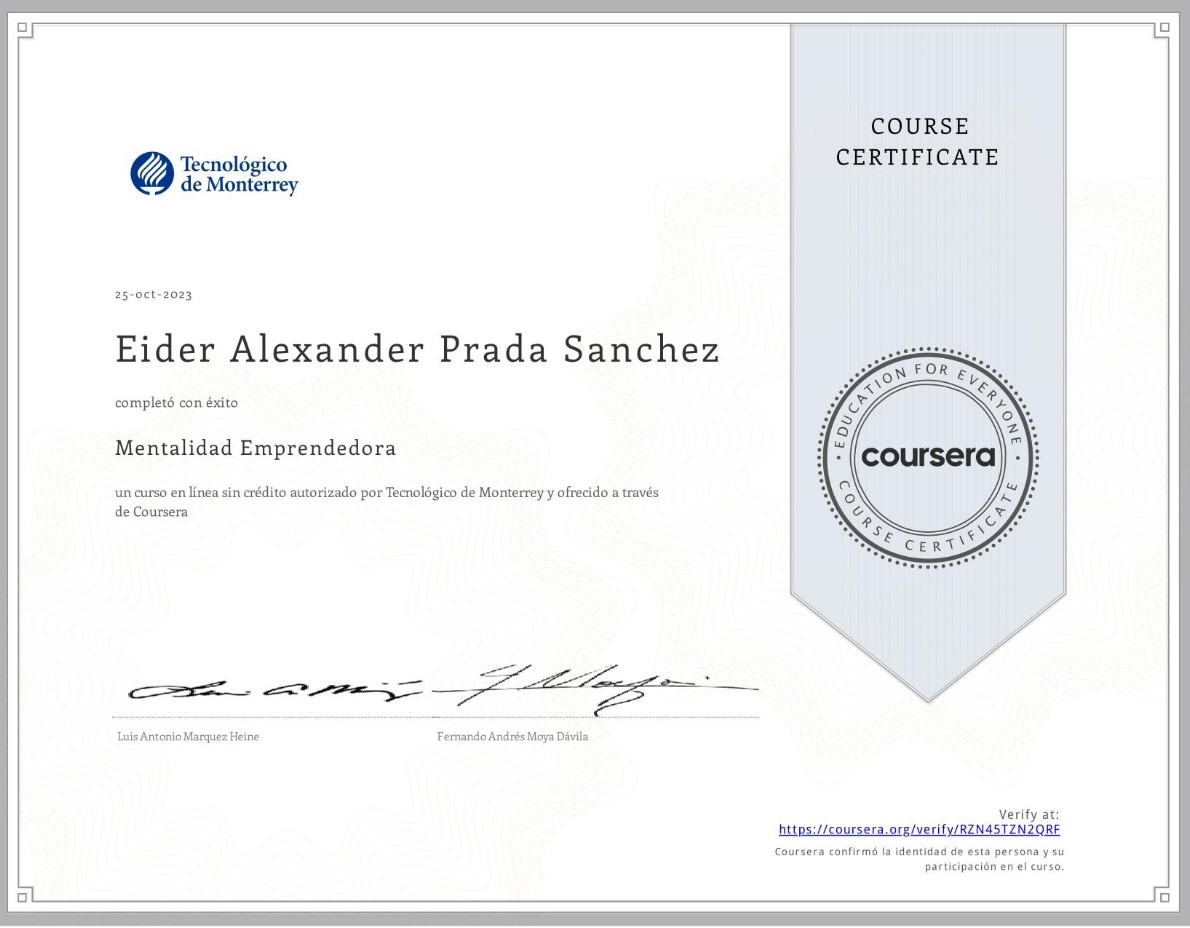 COURSE
CERTIFICATE
Tecnológico
de Monterrey
25-oct-2023
Eider Alexander Prada Sanchez
completó con éxito
Mentalidad Emprendedora
un curso en línea sin crédito autorizado por Tecnológico de Monterrey y ofrecido a través
de Coursera
EDUCATION FOR EVERYONE
coursera
COURSE CERTIFICATE
Luis Antonio Marquez Heine
Fernando Andrés Moya Dávila
Verify at:
https://coursera.org/verify/RZN45TZN2QRF
Coursera confirmó la identidad de esta persona y su
participación en el curso.